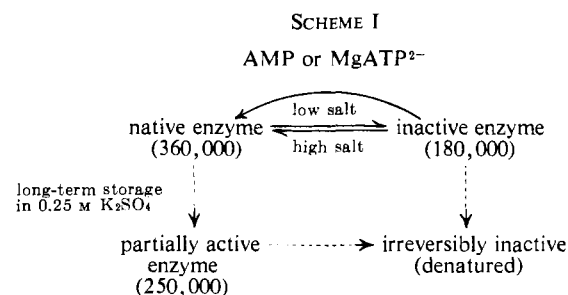 SCHEME I
AMP or MgATP²⁻
low salt
native enzyme inactive enzyme
high salt
(360,000) (180,000)
long-term storage
in 0.25 M K₂SO₄
partially active irreversibly inactive
enzyme (denatured)
(250,000)